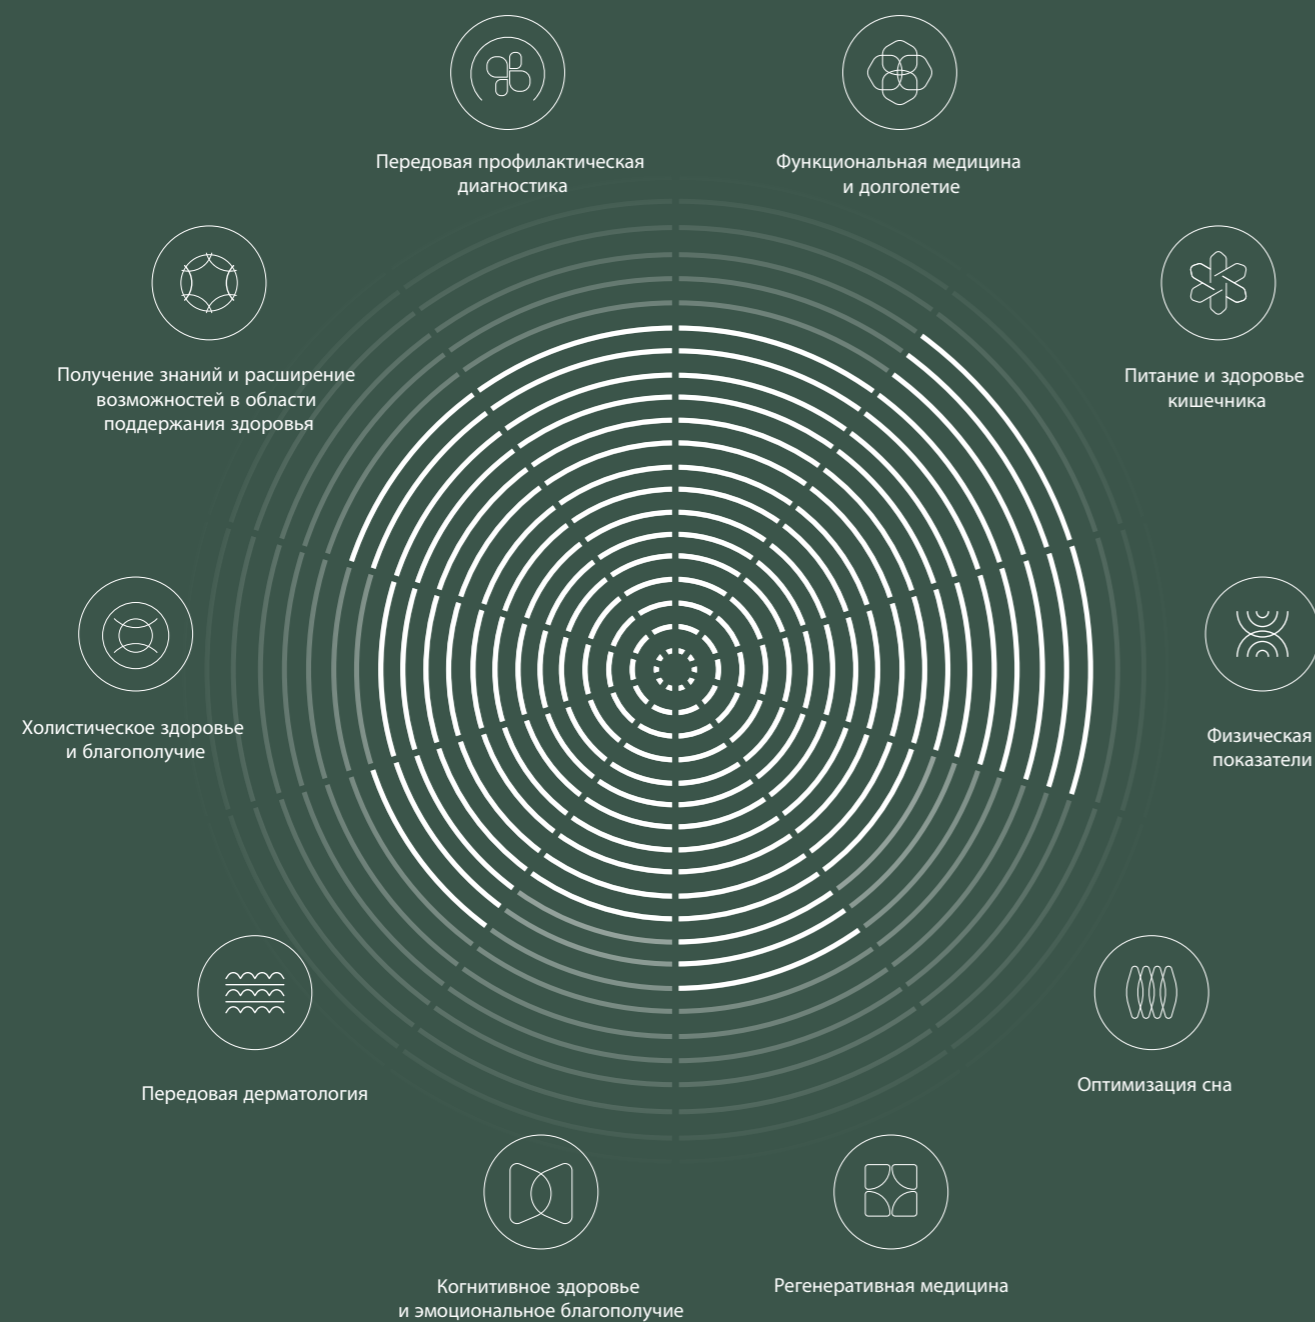 Передовая профилактическая
диагностика
Функциональная медицина
и долголетие
Получение знаний и расширение
возможностей в области
поддержания здоровья
Питание и здоровье
кишечника
Холистическое здоровье
и благополучие
Физическая
показатели
Передовая дерматология
Оптимизация сна
Когнитивное здоровье
и эмоциональное благополучие
Регенеративная медицина